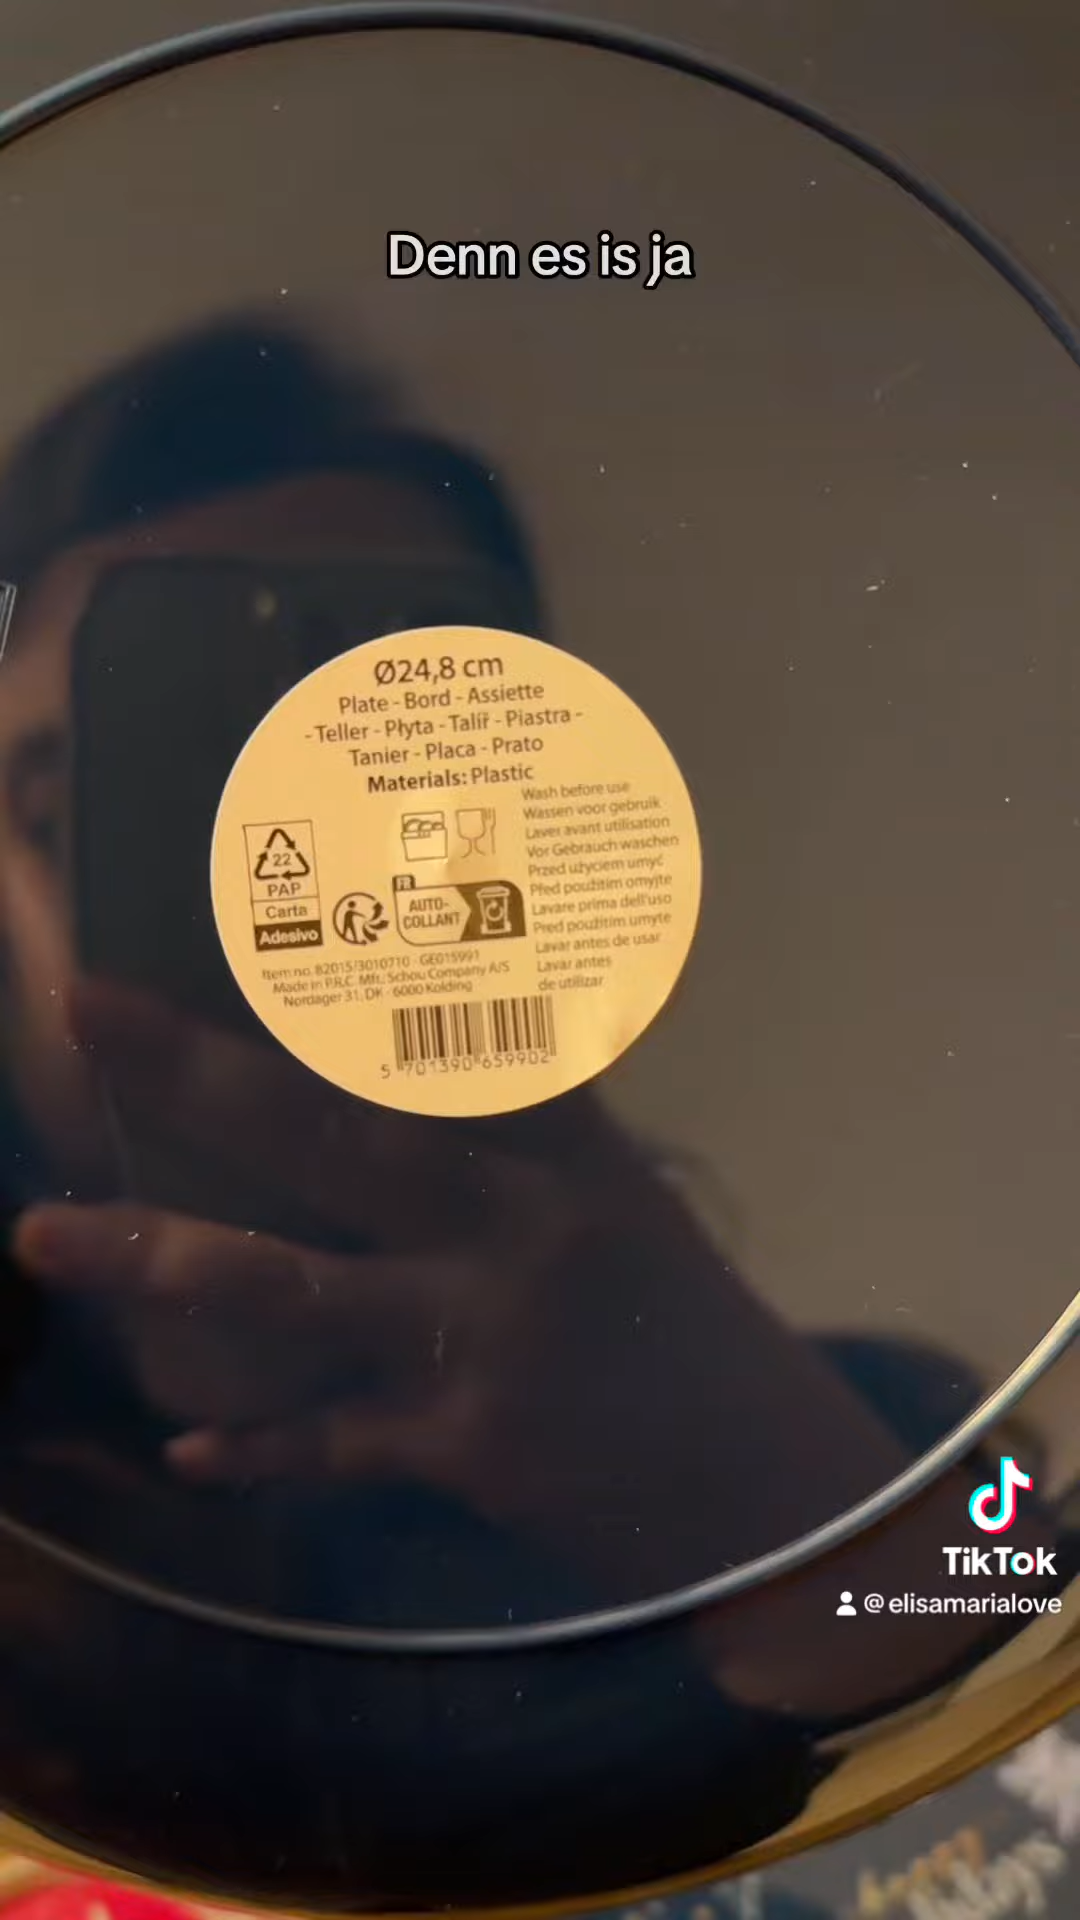 Denn es is ja
Ø24,8 cm
Plate - Bord - Assiette
- Teller - Płyta - Talíř - Piastra -
Tanier - Placa - Prato
Materials: Plastic
Wash before use
Wassen voor gebruik
Laver avant utilisation
Vor Gebrauch waschen
Przed użyciem umyć
Před použitím omyjte
Lavare prima dell'uso
Pred použitím umyte
Lavar antes de usar
Lavar antes
de utilizar
22
PAP
Carta
Adesivo
FR
AUTO-
COLLANT
Item no. 82015/3010710 - GE015991
Made in P.R.C. Mfr.: Schou Company A/S
Nordager 31, DK - 6000 Kolding
5 701390 659902
TikTok
@elisamarialove